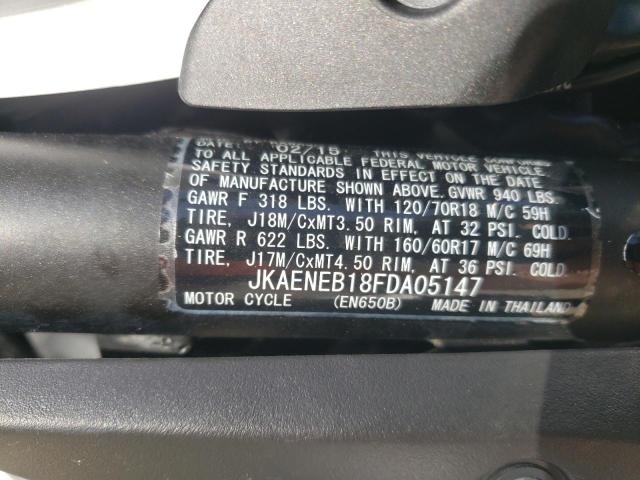 DATE: 02/15. THIS VEHICLE CONFORMS
TO ALL APPLICABLE FEDERAL MOTOR VEHICLE
SAFETY STANDARDS IN EFFECT ON THE DATE
OF MANUFACTURE SHOWN ABOVE. GVWR 940 LBS.
GAWR F 318 LBS. WITH 120/70R18 M/C 59H
TIRE, J18M/CxMT3.50 RIM, AT 32 PSI. COLD.
GAWR R 622 LBS. WITH 160/60R17 M/C 69H
TIRE, J17M/CxMT4.50 RIM, AT 36 PSI. COLD.
JKAENEB18FDA05147
MOTOR CYCLE (EN650B) MADE IN THAILAND